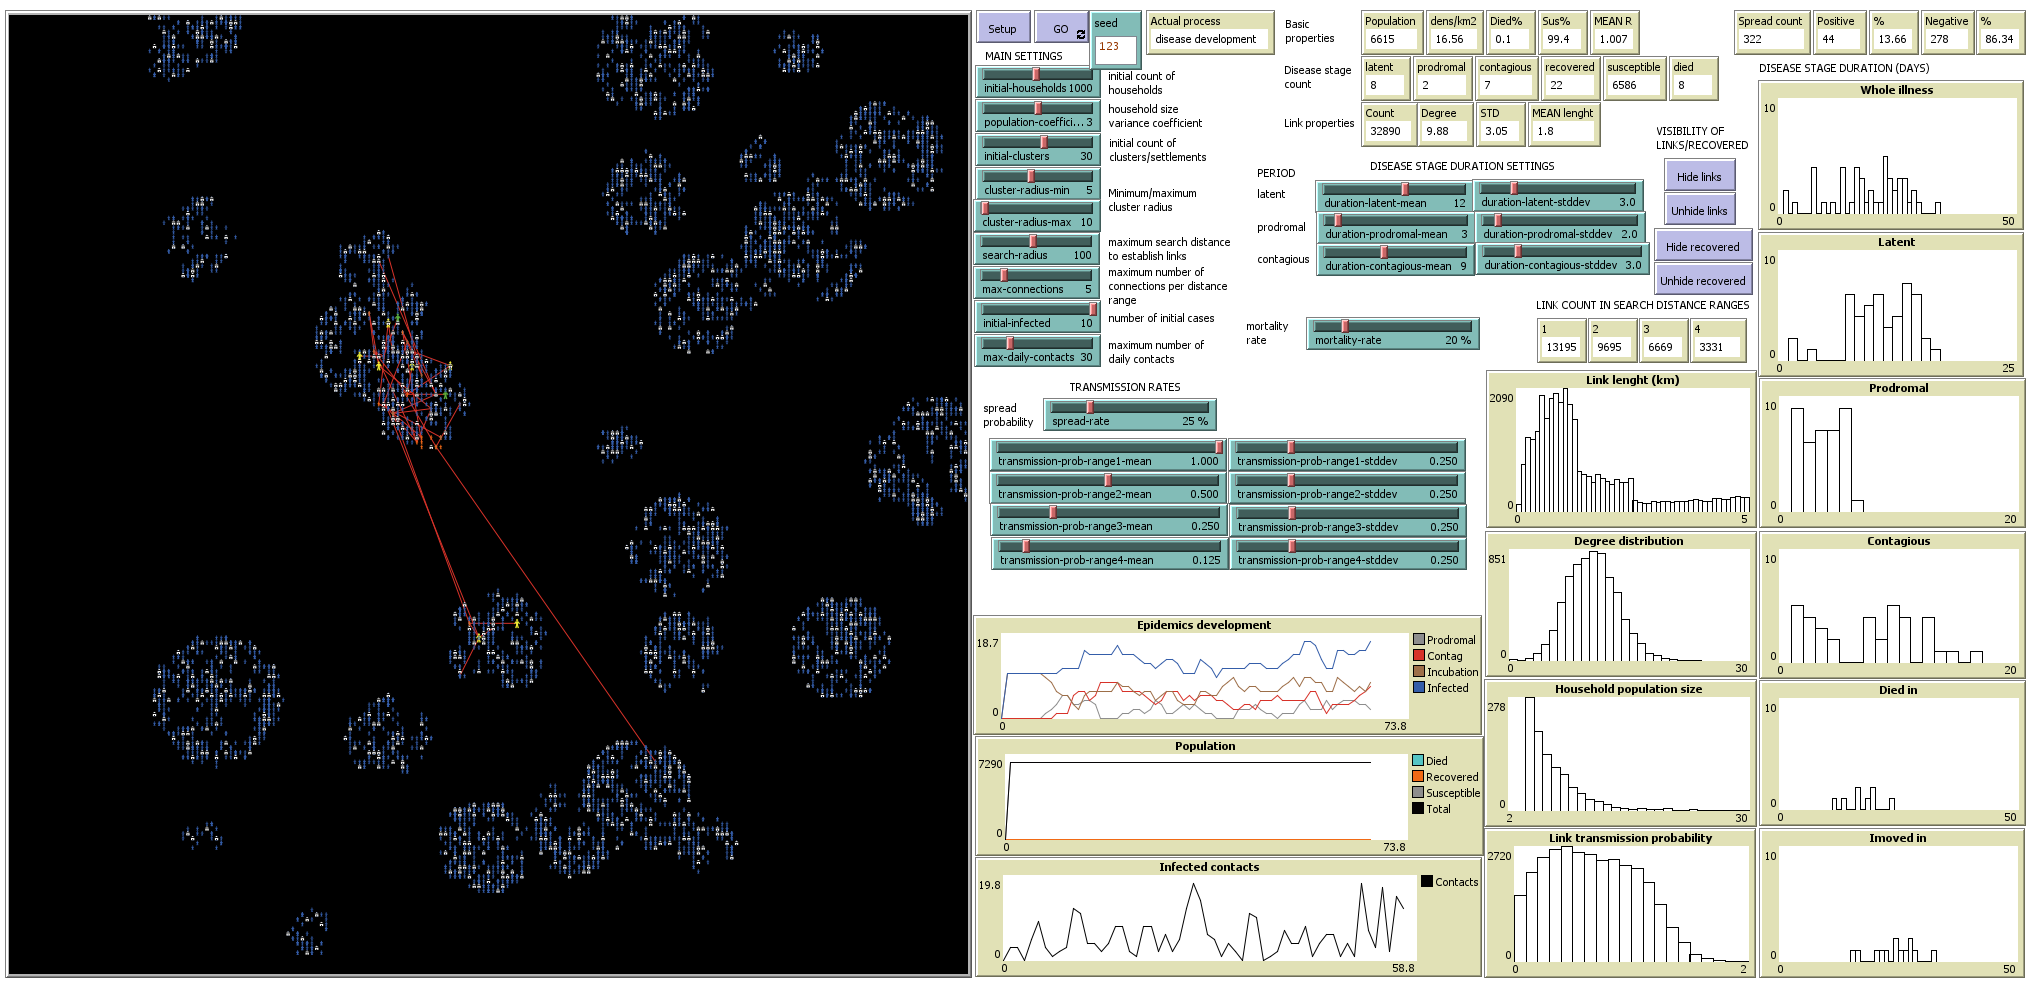 Setup
GO
seed
123
Actual process
disease development
Basic
properties
Population
6615
dens/km2
16.56
Died%
0.1
Sus%
99.4
MEAN R
1.007
Spread count
322
Positive
44
%
13.66
Negative
278
%
86.34
MAIN SETTINGS
initial-households 1000
initial count of
households
population-coeffici... 3
household size
variance coefficient
initial-clusters 30
initial count of
clusters/settlements
cluster-radius-min 5
cluster-radius-max 10
Minimum/maximum
cluster radius
search-radius 100
maximum search distance
to establish links
max-connections 5
maximum number of
connections per distance
range
initial-infected 10
number of initial cases
max-daily-contacts 30
maximum number of
daily contacts
Disease stage
count
latent
8
prodromal
2
contagious
7
recovered
22
susceptible
6586
died
8
Link properties
Count
32890
Degree
9.88
STD
3.05
MEAN lenght
1.8
VISIBILITY OF
LINKS/RECOVERED
Hide links
Unhide links
Hide recovered
Unhide recovered
DISEASE STAGE DURATION SETTINGS
PERIOD
latent
duration-latent-mean 12
duration-latent-stddev 3.0
prodromal
duration-prodromal-mean 3
duration-prodromal-stddev 2.0
contagious
duration-contagious-mean 9
duration-contagious-stddev 3.0
mortality
rate
mortality-rate 20 %
LINK COUNT IN SEARCH DISTANCE RANGES
1
13195
2
9695
3
6669
4
3331
TRANSMISSION RATES
spread
probability
spread-rate 25 %
transmission-prob-range1-mean 1.000
transmission-prob-range1-stddev 0.250
transmission-prob-range2-mean 0.500
transmission-prob-range2-stddev 0.250
transmission-prob-range3-mean 0.250
transmission-prob-range3-stddev 0.250
transmission-prob-range4-mean 0.125
transmission-prob-range4-stddev 0.250
Epidemics development
18.7
0
0
73.8
Prodromal
Contag
Incubation
Infected
Population
7290
0
0
73.8
Died
Recovered
Susceptible
Total
Infected contacts
19.8
0
0
58.8
Contacts
Link lenght (km)
2090
0
0
5
Degree distribution
851
0
0
30
Household population size
278
0
2
30
Link transmission probability
2720
0
0
2
DISEASE STAGE DURATION (DAYS)
Whole illness
10
0
0
50
Latent
10
0
0
25
Prodromal
10
0
0
20
Contagious
10
0
0
20
Died in
10
0
0
50
Imoved in
10
0
0
50